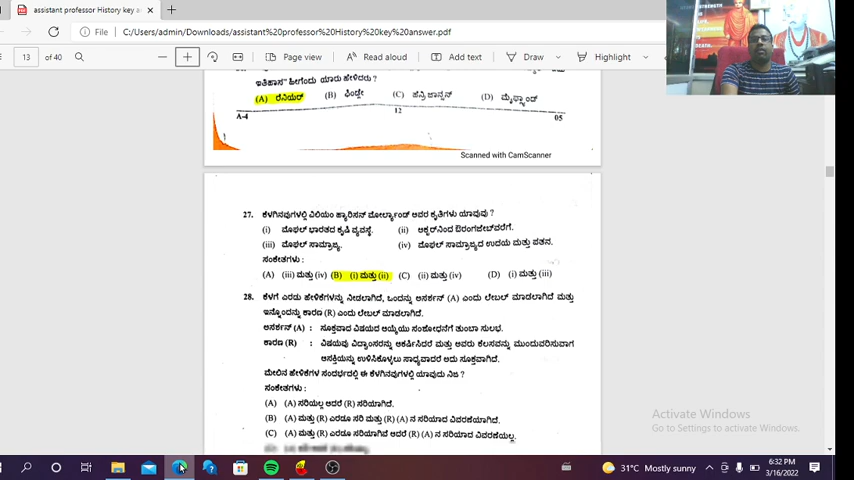 assistant professor History key an
File
C:/Users/admin/Downloads/assistant%20professor%20History%20key%20answer.pdf
13 of 40
Page view
Read aloud
Add text
Draw
ಇತಿಹಾಸ" ಹೀಗೆಂದು ಯಾರು ಹೇಳಿದರು ?
(A) ರೆನಿಯರ್ (B) ಫಿಂಡ್ಲೇ (C) ಹೆನ್ರಿ ಜಾನ್ಸನ್ (D) ಮೈಟ್ಲ್ಯಾಂಡ್
A-4 12 05
Scanned with CamScanner
27. ಕೆಳಗಿನವುಗಳಲ್ಲಿ ವಿಲಿಯಂ ಹ್ಯಾರಿಸನ್ ಮೋರ್ಲ್ಯಾಂಡ್ ಅವರ ಕೃತಿಗಳು ಯಾವುವು ?
(i) ಮೊಘಲ್ ಭಾರತದ ಕೃಷಿ ವ್ಯವಸ್ಥೆ. (ii) ಅಕ್ಬರ್‌ನಿಂದ ಔರಂಗಜೇಬ್‌ವರೆಗೆ.
(iii) ಮೊಘಲ್ ಸಾಮ್ರಾಜ್ಯ. (iv) ಮೊಘಲ್ ಸಾಮ್ರಾಜ್ಯದ ಉದಯ ಮತ್ತು ಪತನ.
ಸಂಕೇತಗಳು :
(A) (iii) ಮತ್ತು (iv) (B) (i) ಮತ್ತು (ii) (C) (ii) ಮತ್ತು (iv) (D) (i) ಮತ್ತು (iii)
28. ಕೆಳಗೆ ಎರಡು ಹೇಳಿಕೆಗಳನ್ನು ನೀಡಲಾಗಿದೆ, ಒಂದನ್ನು ಅಸರ್ಶನ್ (A) ಎಂದು ಲೇಬಲ್ ಮಾಡಲಾಗಿದೆ ಮತ್ತು
ಇನ್ನೊಂದನ್ನು ಕಾರಣ (R) ಎಂದು ಲೇಬಲ್ ಮಾಡಲಾಗಿದೆ.
ಅಸರ್ಶನ್ (A) : ಸೂಕ್ತವಾದ ವಿಷಯದ ಆಯ್ಕೆಯು ಸಂಶೋಧನೆಗೆ ತುಂಬಾ ಸುಲಭ.
ಕಾರಣ (R) : ವಿಷಯವು ವಿದ್ವಾಂಸರನ್ನು ಆಕರ್ಷಿಸಿದರೆ ಮತ್ತು ಅವರು ಕೆಲಸವನ್ನು ಮುಂದುವರಿಸುವಾಗ
ಆಸಕ್ತಿಯನ್ನು ಉಳಿಸಿಕೊಳ್ಳಲು ಸಾಧ್ಯವಾದರೆ ಅದು ಸೂಕ್ತವಾಗಿದೆ.
ಮೇಲಿನ ಹೇಳಿಕೆಗಳ ಸಂದರ್ಭದಲ್ಲಿ ಈ ಕೆಳಗಿನವುಗಳಲ್ಲಿ ಯಾವುದು ನಿಜ ?
ಸಂಕೇತಗಳು :
(A) (A) ಸರಿಯಲ್ಲ ಆದರೆ (R) ಸರಿಯಾಗಿದೆ.
(B) (A) ಮತ್ತು (R) ಎರಡೂ ಸರಿ ಮತ್ತು (R) (A) ನ ಸರಿಯಾದ ವಿವರಣೆಯಾಗಿದೆ.
(C) (A) ಮತ್ತು (R) ಎರಡೂ ಸರಿಯಾಗಿವೆ ಆದರೆ (R) (A) ನ ಸರಿಯಾದ ವಿವರಣೆಯಲ್ಲ.
Activate Windows
Go to Settings to activate Windows.
31°C Mostly sunny
6:32 PM
3/16/2022